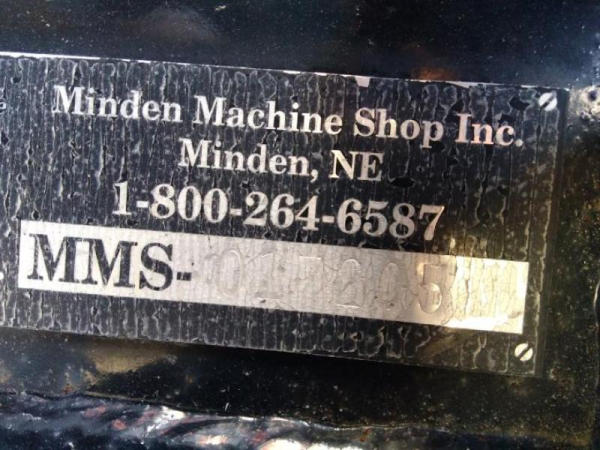 Minden Machine Shop Inc.
Minden, NE
1-800-264-6587
MMS-